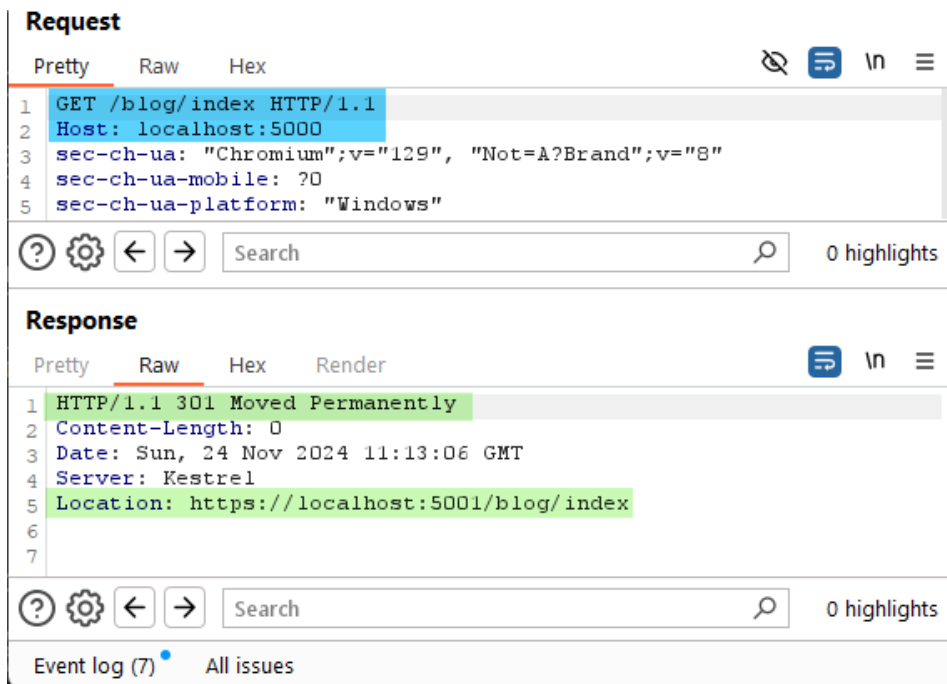 Request
Pretty Raw Hex \n
1 GET /blog/index HTTP/1.1
2 Host: localhost:5000
3 sec-ch-ua: "Chromium";v="129", "Not=A?Brand";v="8"
4 sec-ch-ua-mobile: ?0
5 sec-ch-ua-platform: "Windows"
Search 0 highlights
Response
Pretty Raw Hex Render \n
1 HTTP/1.1 301 Moved Permanently
2 Content-Length: 0
3 Date: Sun, 24 Nov 2024 11:13:06 GMT
4 Server: Kestrel
5 Location: https://localhost:5001/blog/index
6
7
Search 0 highlights
Event log (7) All issues